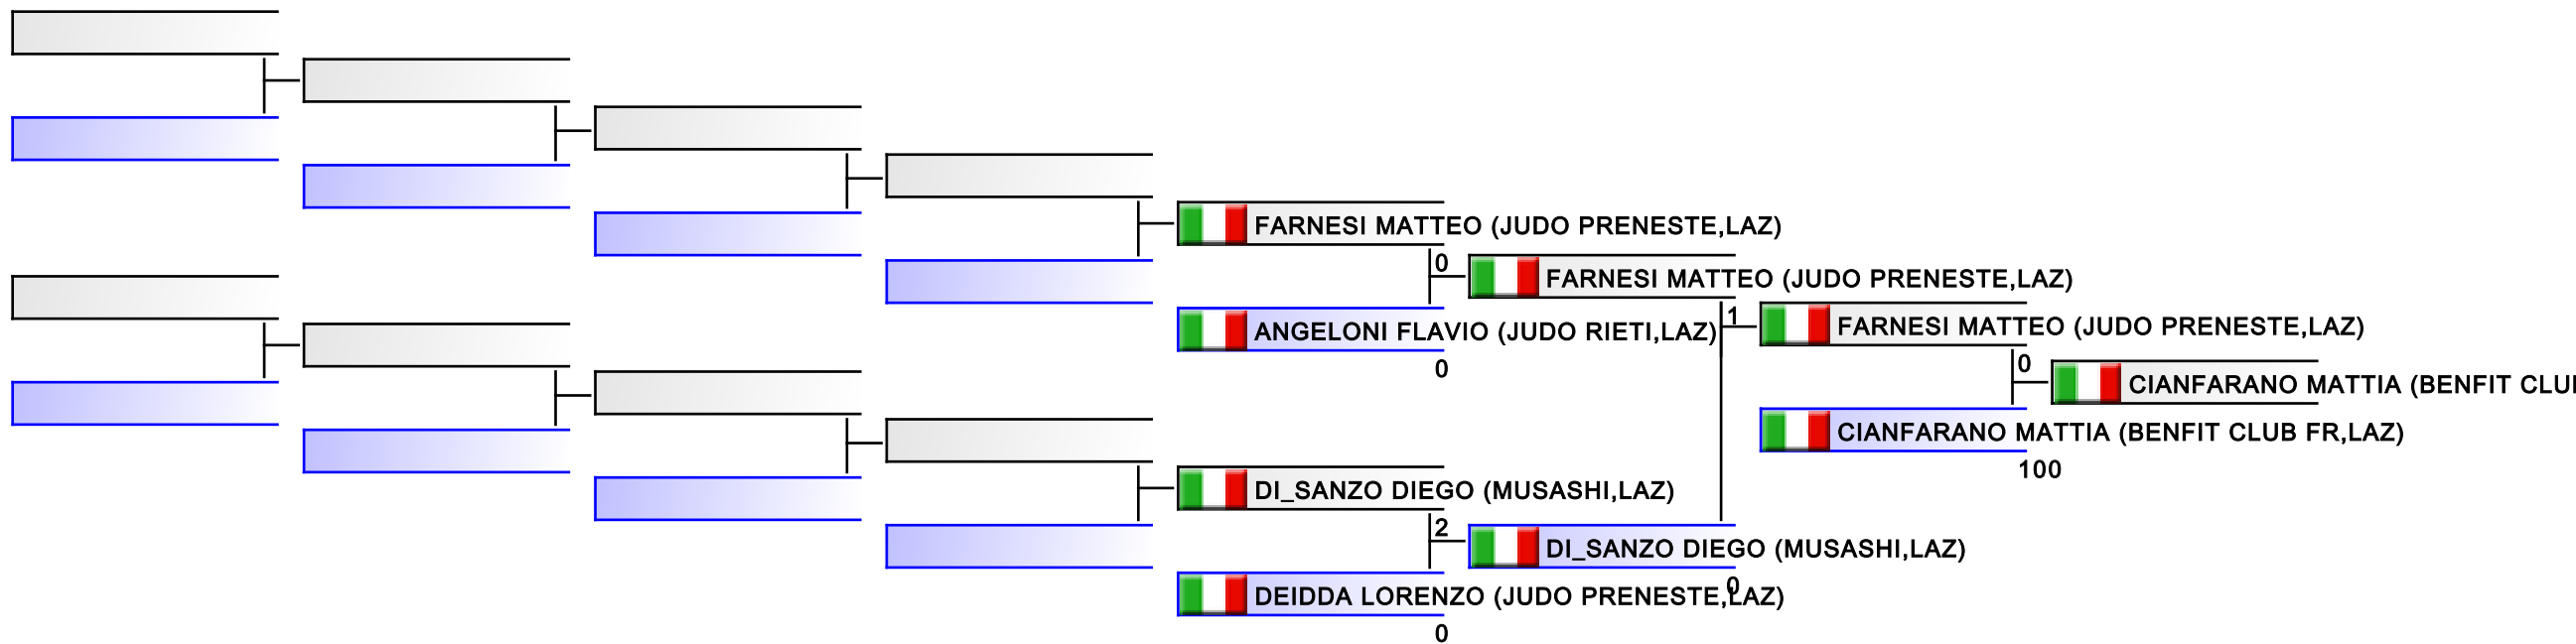 FARNESI MATTEO (JUDO PRENESTE,LAZ)
0
FARNESI MATTEO (JUDO PRENESTE,LAZ)
ANGELONI FLAVIO (JUDO RIETI,LAZ)
1
FARNESI MATTEO (JUDO PRENESTE,LAZ)
0
0
CIANFARANO MATTIA (BENFIT
CIANFARANO MATTIA (BENFIT CLUB FR,LAZ)
100
DI_SANZO DIEGO (MUSASHI,LAZ)
2
DI_SANZO DIEGO (MUSASHI,LAZ)
0
DEIDDA LORENZO (JUDO PRENESTE,LAZ)
0